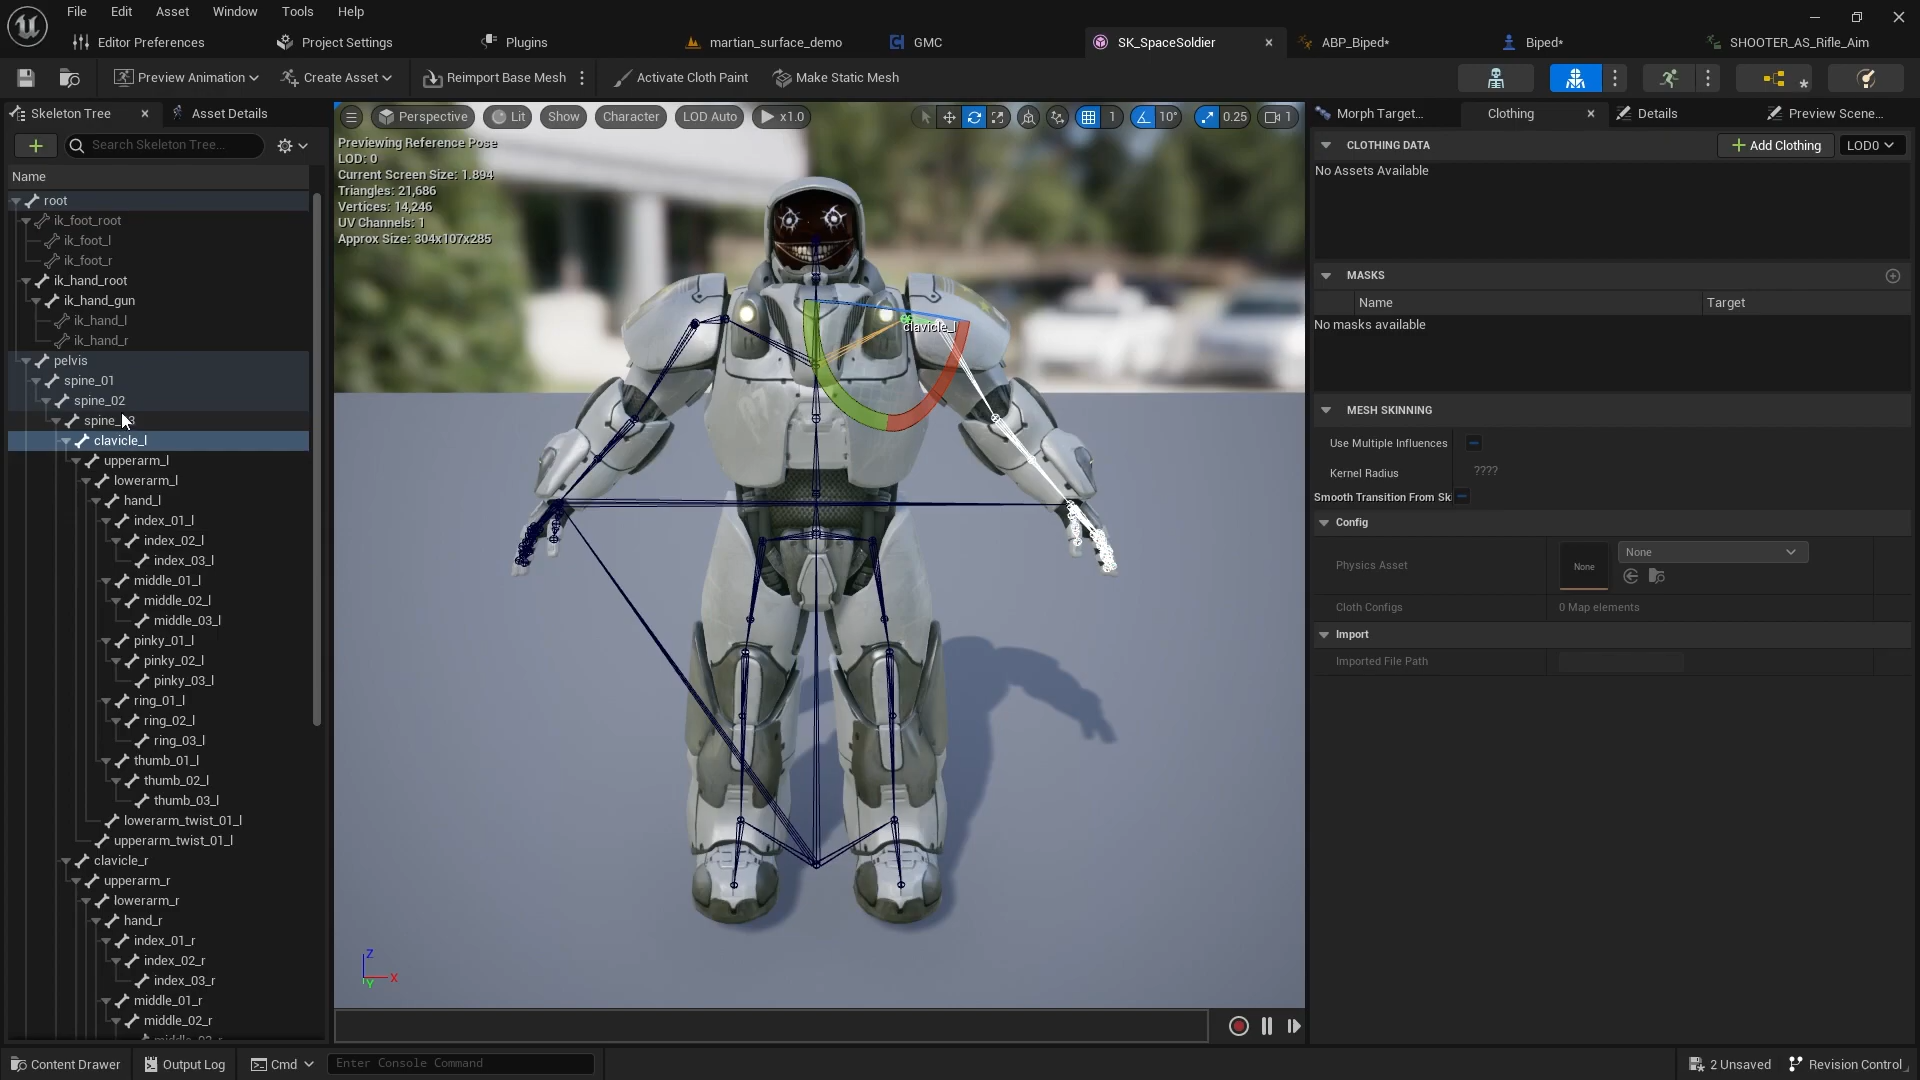 File Edit Asset Window Tools Help
Editor Preferences Project Settings Plugins martian_surface_demo GMC SK_SpaceSoldier ABP_Biped* Biped* SHOOTER_AS_Rifle_Aim
Preview Animation Create Asset Reimport Base Mesh Activate Cloth Paint Make Static Mesh
Skeleton Tree Asset Details
Search Skeleton Tree...
Name
root
ik_foot_root
ik_foot_l
ik_foot_r
ik_hand_root
ik_hand_gun
ik_hand_l
ik_hand_r
pelvis
spine_01
spine_02
clavicle_l
upperarm_l
lowerarm_l
hand_l
index_01_l
index_02_l
index_03_l
middle_01_l
middle_02_l
middle_03_l
pinky_01_l
pinky_02_l
pinky_03_l
ring_01_l
ring_02_l
ring_03_l
thumb_01_l
thumb_02_l
thumb_03_l
lowerarm_twist_01_l
upperarm_twist_01_l
clavicle_r
upperarm_r
lowerarm_r
hand_r
index_01_r
index_02_r
index_03_r
middle_01_r
middle_02_r
Perspective Lit Show Character LOD Auto x1.0 1 10° 0.25 1
Previewing Reference Pose
LOD: 0
Current Screen Size: 1.894
Triangles: 21,686
Vertices: 14,246
UV Channels: 1
Approx Size: 304x107x285
clavicle_l
Z
X
Y
Morph Target... Clothing Details Preview Scene...
CLOTHING DATA Add Clothing LOD0
No Assets Available
MASKS
Name Target
No masks available
MESH SKINNING
Use Multiple Influences
Kernel Radius ????
Smooth Transition From Sk
Config
Physics Asset None None
Cloth Configs 0 Map elements
Import
Imported File Path
Content Drawer Output Log Cmd Enter Console Command 2 Unsaved Revision Control